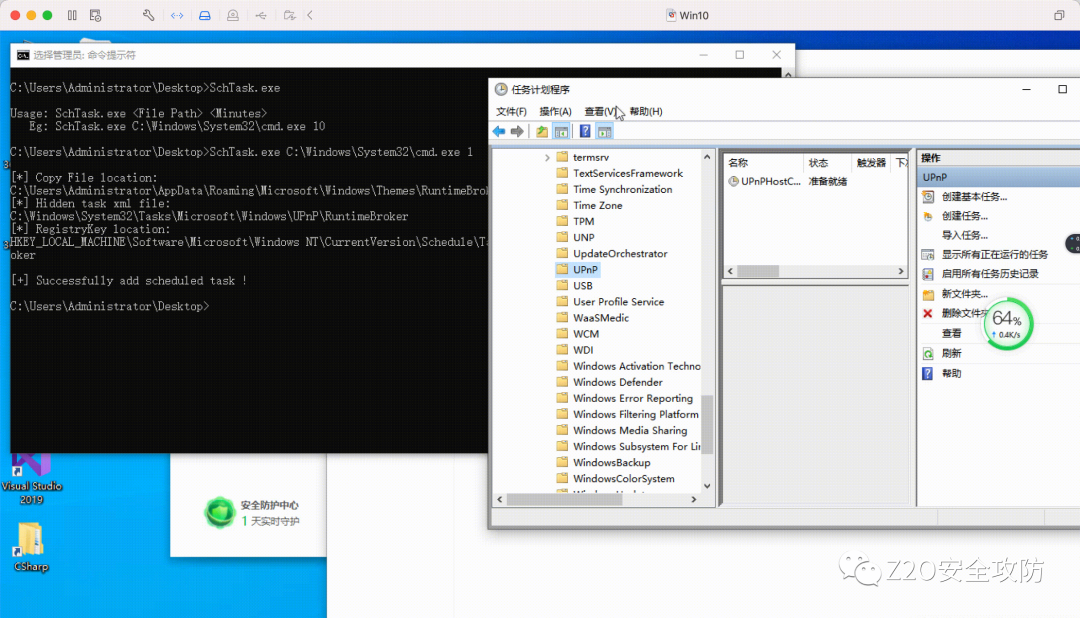 Win10
选择管理员: 命令提示符
C:\Users\Administrator\Desktop>SchTask.exe
Usage: SchTask.exe <File Path> <Minutes>
Eg: SchTask.exe C:\Windows\System32\cmd.exe 10
C:\Users\Administrator\Desktop>SchTask.exe C:\Windows\System32\cmd.exe 1
[*] Copy File location:
C:\Users\Administrator\AppData\Roaming\Microsoft\Windows\Themes\RuntimeBro
[*] Hidden task xml file:
C:\Windows\System32\Tasks\Microsoft\Windows\UPnP\RuntimeBroker
[*] RegistryKey location:
HKEY_LOCAL_MACHINE\Software\Microsoft\Windows NT\CurrentVersion\Schedule\Ta
oker
[+] Successfully add scheduled task !
C:\Users\Administrator\Desktop>
任务计划程序
文件(F) 操作(A) 查看(V) 帮助(H)
termsrv
TextServicesFramework
Time Synchronization
Time Zone
TPM
UNP
UpdateOrchestrator
UPnP
USB
User Profile Service
WaaSMedic
WCM
WDI
Windows Activation Techno
Windows Defender
Windows Error Reporting
Windows Filtering Platform
Windows Media Sharing
Windows Subsystem For Li
WindowsBackup
WindowsColorSystem
名称 状态 触发器 下
UPnPHostC... 准备就绪
操作
UPnP
创建基本任务...
创建任务...
导入任务...
显示所有正在运行的任务
启用所有任务历史记录
新文件夹...
删除文件夹
查看
刷新
帮助
64%
↑ 0.4K/s
Visual Studio
2019
CSharp
安全防护中心
1 天实时守护
Z2O安全攻防